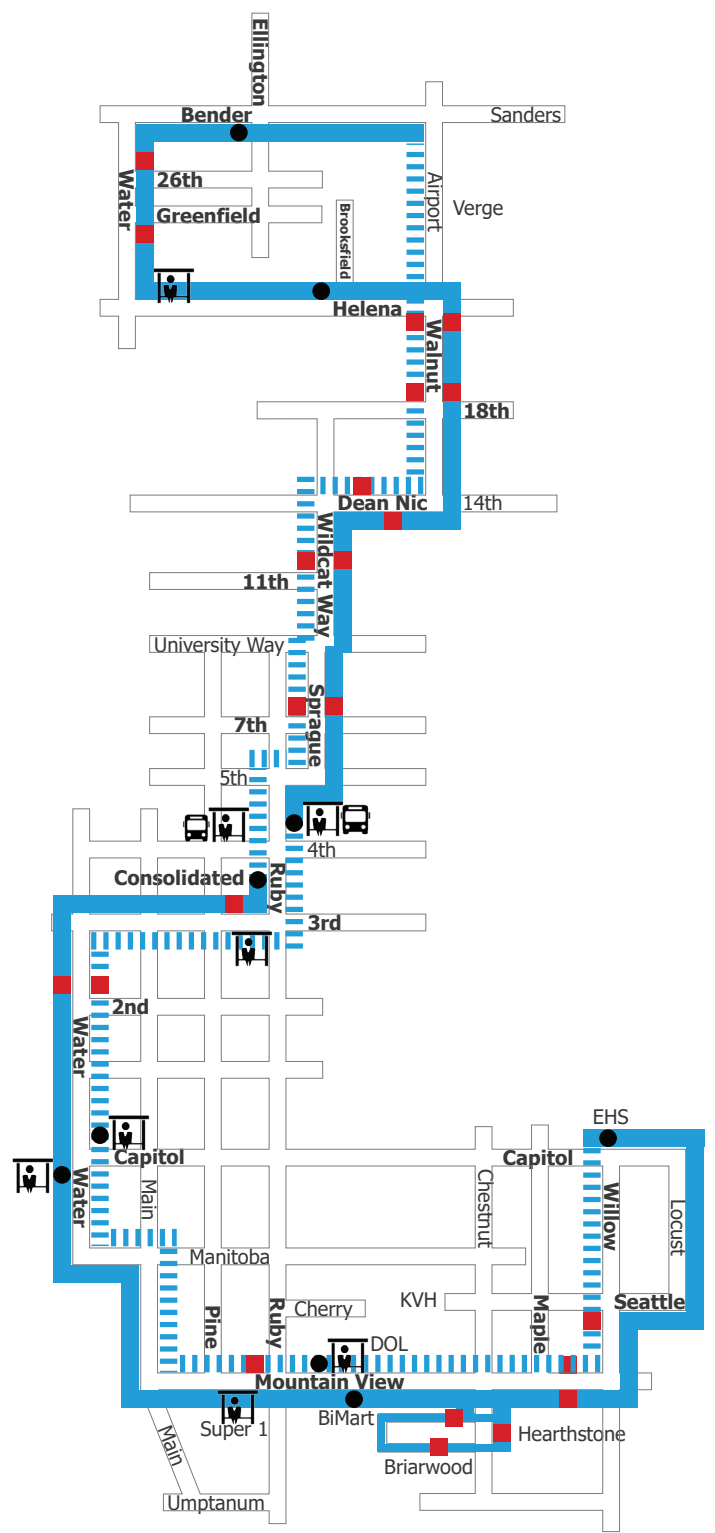 Ellington
Bender
Sanders
Water
26th
Airport
Greenfield
Brooksfield
Verge
Helena
Walnut
18th
Dean Nic
14th
Wildcat Way
11th
University Way
Sprague
7th
5th
4th
Consolidated
Ruby
3rd
2nd
Water
EHS
Capitol
Capitol
Water
Main
Chestnut
Willow
Locust
Manitoba
KVH
Seattle
Pine
Ruby
Cherry
Maple
DOL
Mountain View
Super 1
BiMart
Main
Hearthstone
Briarwood
Umptanum